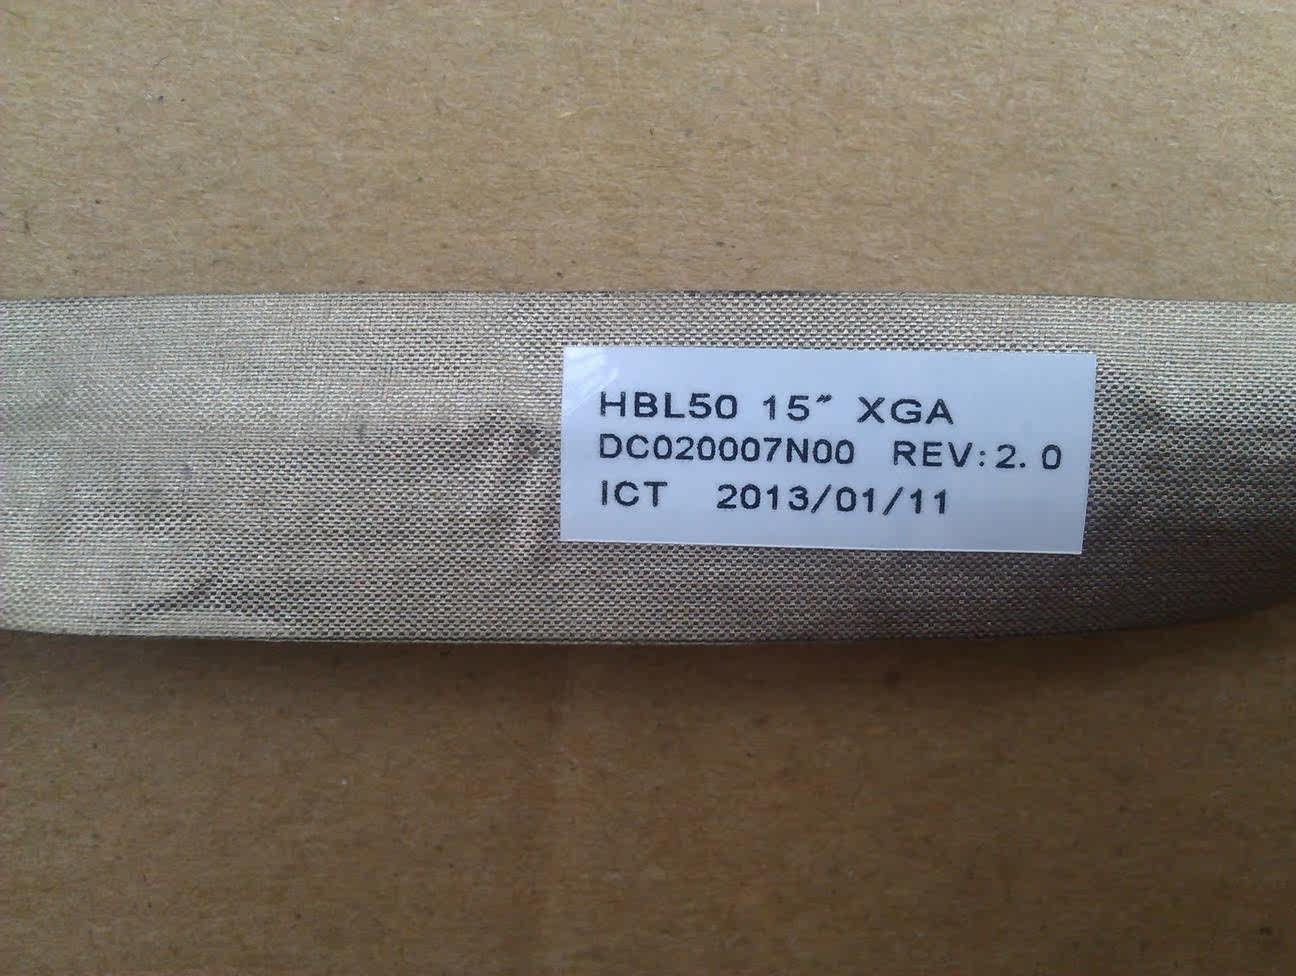 HBL50 15″ XGA
DC020007N00 REV:2.0
ICT 2013/01/11